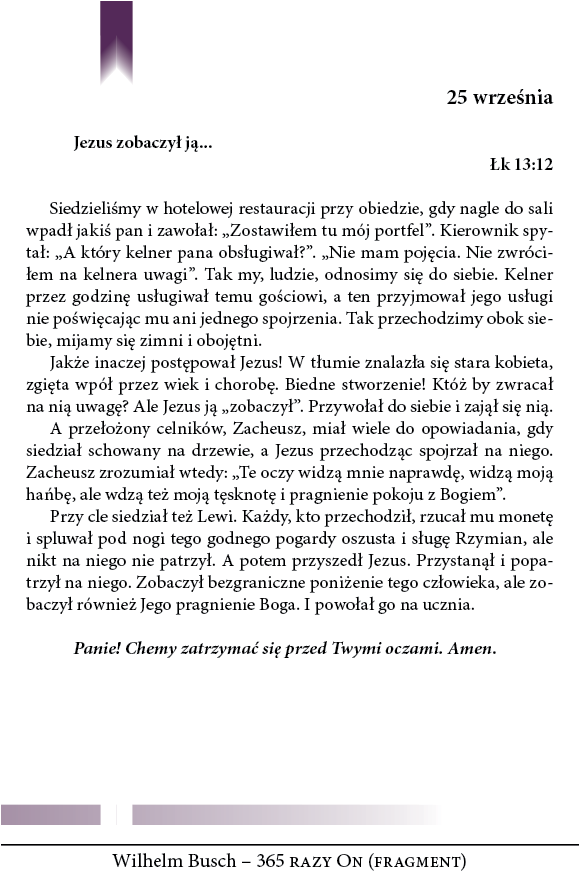 25 września
Jezus zobaczył ją...
Łk 13:12
Siedzieliśmy w hotelowej restauracji przy obiedzie, gdy nagle do sali
wpadł jakiś pan i zawołał: „Zostawiłem tu mój portfel”. Kierownik spy-
tał: „A który kelner pana obsługiwał?”. „Nie mam pojęcia. Nie zwróci-
łem na kelnera uwagi”. Tak my, ludzie, odnosimy się do siebie. Kelner
przez godzinę usługiwał temu gościowi, a ten przyjmował jego usługi
nie poświęcając mu ani jednego spojrzenia. Tak przechodzimy obok sie-
bie, mijamy się zimni i obojętni.
Jakże inaczej postępował Jezus! W tłumie znalazła się stara kobieta,
zgięta wpół przez wiek i chorobę. Biedne stworzenie! Któż by zwracał
na nią uwagę? Ale Jezus ją „zobaczył”. Przywołał do siebie i zajął się nią.
A przełożony celników, Zacheusz, miał wiele do opowiadania, gdy
siedział schowany na drzewie, a Jezus przechodząc spojrzał na niego.
Zacheusz zrozumiał wtedy: „Te oczy widzą mnie naprawdę, widzą moją
hańbę, ale wdzą też moją tęsknotę i pragnienie pokoju z Bogiem”.
Przy cle siedział też Lewi. Każdy, kto przechodził, rzucał mu monetę
i spluwał pod nogi tego godnego pogardy oszusta i sługę Rzymian, ale
nikt na niego nie patrzył. A potem przyszedł Jezus. Przystanął i popa-
trzył na niego. Zobaczył bezgraniczne poniżenie tego człowieka, ale zo-
baczył również Jego pragnienie Boga. I powołał go na ucznia.
Panie! Chemy zatrzymać się przed Twymi oczami. Amen.
Wilhelm Busch – 365 razy On (fragment)